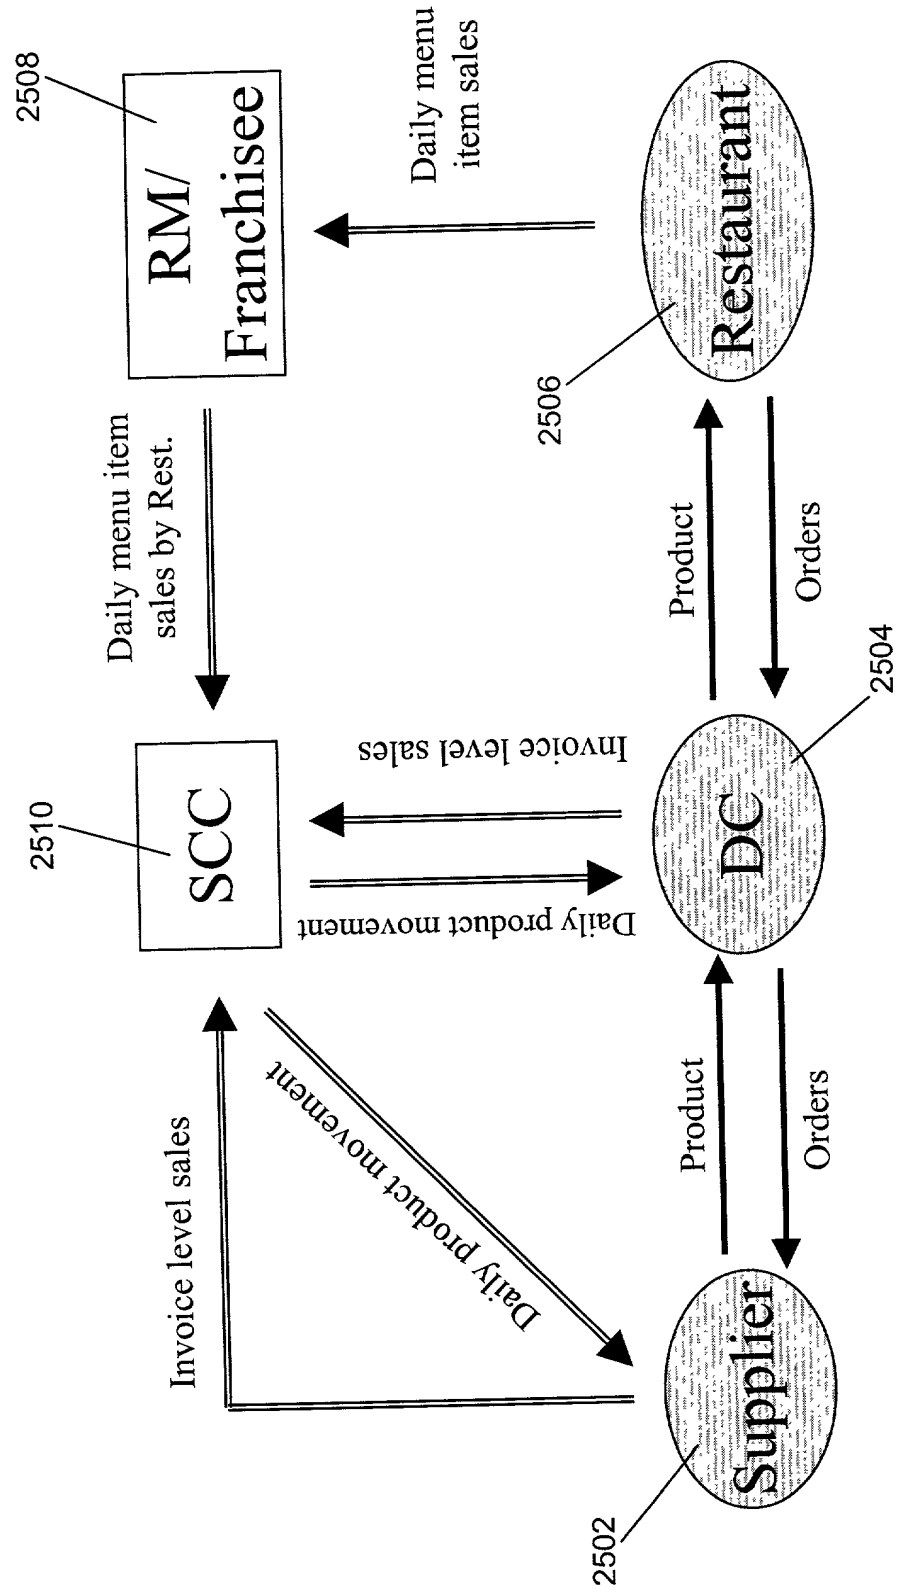 2510
2508
SCC
RM/
Franchisee
Invoice level sales
Daily menu item
sales by Rest.
Daily product movement
Daily product movement
Invoice level sales
Daily menu
item sales
2502
Supplier
Product
Orders
DC
2504
Product
Orders
2506
Restaurant